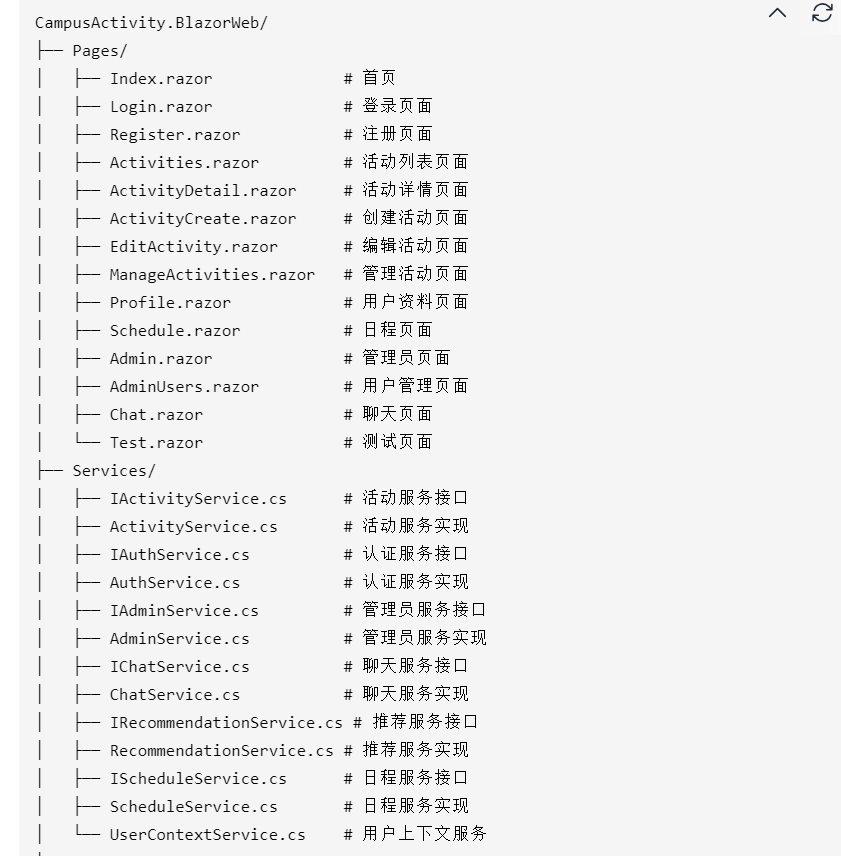 CampusActivity.BlazorWeb/
├── Pages/
│   ├── Index.razor              # 首页
│   ├── Login.razor              # 登录页面
│   ├── Register.razor           # 注册页面
│   ├── Activities.razor         # 活动列表页面
│   ├── ActivityDetail.razor     # 活动详情页面
│   ├── ActivityCreate.razor     # 创建活动页面
│   ├── EditActivity.razor       # 编辑活动页面
│   ├── ManageActivities.razor   # 管理活动页面
│   ├── Profile.razor            # 用户资料页面
│   ├── Schedule.razor           # 日程页面
│   ├── Admin.razor              # 管理员页面
│   ├── AdminUsers.razor         # 用户管理页面
│   ├── Chat.razor               # 聊天页面
│   └── Test.razor               # 测试页面
├── Services/
│   ├── IActivityService.cs      # 活动服务接口
│   ├── ActivityService.cs       # 活动服务实现
│   ├── IAuthService.cs          # 认证服务接口
│   ├── AuthService.cs           # 认证服务实现
│   ├── IAdminService.cs         # 管理员服务接口
│   ├── AdminService.cs          # 管理员服务实现
│   ├── IChatService.cs          # 聊天服务接口
│   ├── ChatService.cs           # 聊天服务实现
│   ├── IRecommendationService.cs # 推荐服务接口
│   ├── RecommendationService.cs # 推荐服务实现
│   ├── IScheduleService.cs      # 日程服务接口
│   ├── ScheduleService.cs       # 日程服务实现
│   └── UserContextService.cs    # 用户上下文服务